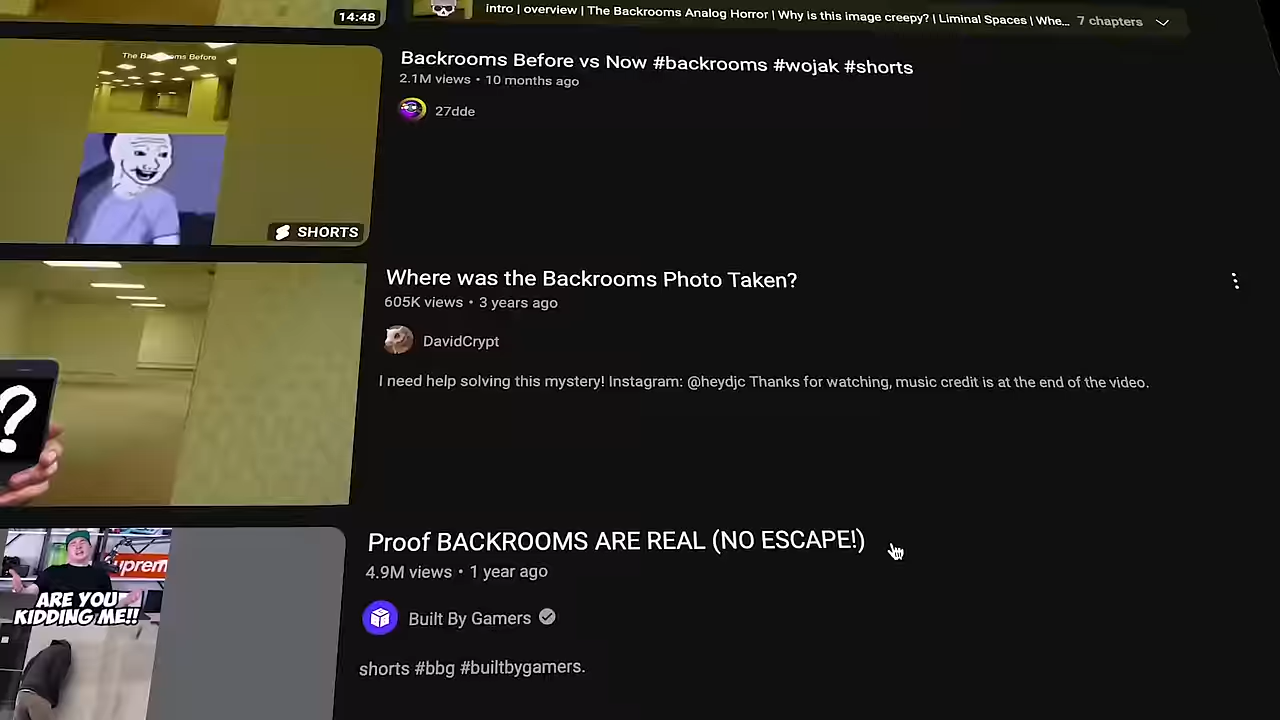 14:48
intro | overview | The Backrooms Analog Horror | Why is this image creepy? | Liminal Spaces | Whe... 7 chapters
The Backrooms Before
Backrooms Before vs Now #backrooms #wojak #shorts
2.1M views • 10 months ago
27dde
SHORTS
Where was the Backrooms Photo Taken?
605K views • 3 years ago
DavidCrypt
I need help solving this mystery! Instagram: @heydjc Thanks for watching, music credit is at the end of the video.
?
Proof BACKROOMS ARE REAL (NO ESCAPE!)
4.9M views • 1 year ago
uprem
ARE YOU
KIDDING ME!!
Built By Gamers
shorts #bbg #builtbygamers.